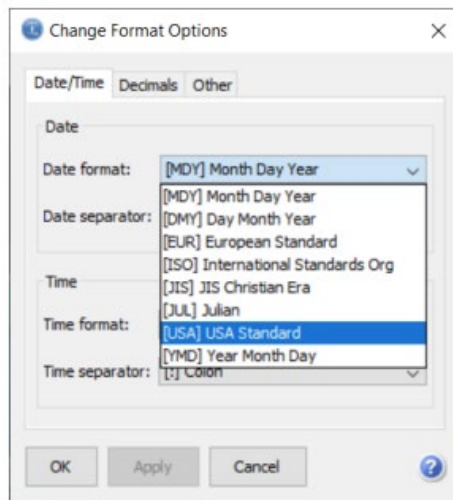 Change Format Options
Date/Time Decimals Other
Date
Date format: [MDY] Month Day Year
[MDY] Month Day Year
Date separator: [DMY] Day Month Year
[EUR] European Standard
[ISO] International Standards Org
Time
[JIS] JIS Christian Era
[JUL] Julian
Time format: [USA] USA Standard
[YMD] Year Month Day
Time separator: [:] Colon
OK Apply Cancel ?